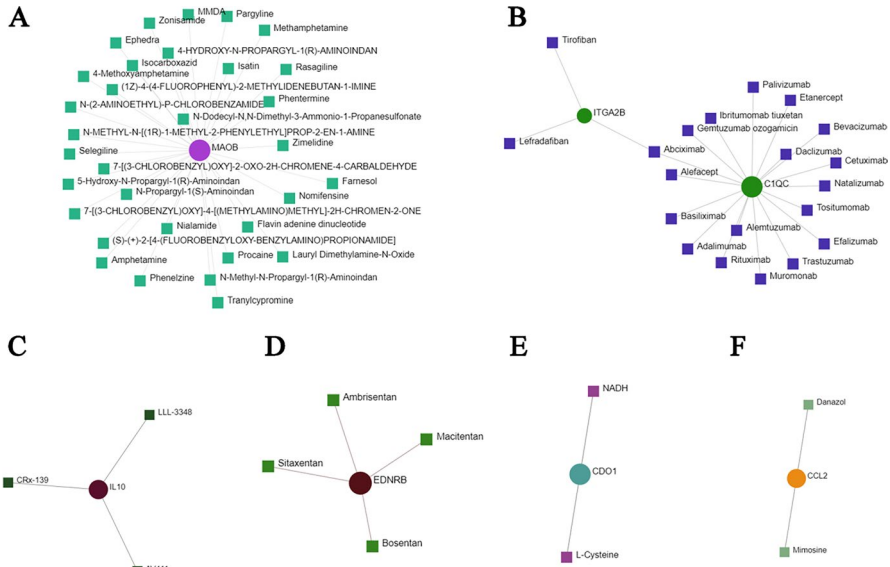 A
MMDA
Pargyline
Zonisamide
Methamphetamine
Ephedra
4-HYDROXY-N-PROPARGYL-1(R)-AMINOINDAN
Isocarboxazid
Isatin
Rasagiline
4-Methoxyamphetamine
(1Z)-4-(4-FLUOROPHENYL)-2-METHYLIDENEBUTAN-1-IMINE
N-(2-AMINOETHYL)-P-CHLOROBENZAMIDE
Phentermine
N-Dodecyl-N,N-Dimethyl-3-Ammonio-1-Propanesulfonate
N-METHYL-N-[(1R)-1-METHYL-2-PHENYLETHYL]PROP-2-EN-1-AMINE
MAOB
Zimelidine
Selegiline
7-[(3-CHLOROBENZYL)OXY]-2-OXO-2H-CHROMENE-4-CARBALDEHYDE
5-Hydroxy-N-Propargyl-1(R)-Aminoindan
Farnesol
N-Propargyl-1(S)-Aminoindan
Nomifensine
7-[(3-CHLOROBENZYL)OXY]-4-[(METHYLAMINO)METHYL]-2H-CHROMEN-2-ONE
Nialamide
Flavin adenine dinucleotide
(S)-(+)-2-[4-(FLUOROBENZYLOXY-BENZYLAMINO)PROPIONAMIDE]
Amphetamine
Procaine
Lauryl Dimethylamine-N-Oxide
Phenelzine
N-Methyl-N-Propargyl-1(R)-Aminoindan
Tranylcypromine
B
Tirofiban
ITGA2B
Lefradafiban
Abciximab
Palivizumab
Etanercept
Ibritumomab tiuxetan
Gemtuzumab ozogamicin
Bevacizumab
Daclizumab
Cetuximab
Alefacept
C1QC
Natalizumab
Tositumomab
Basiliximab
Alemtuzumab
Adalimumab
Efalizumab
Rituximab
Trastuzumab
Muromonab
C
LLL-3348
CRx-139
IL10
D
Ambrisentan
Macitentan
Sitaxentan
EDNRB
Bosentan
E
NADH
CDO1
L-Cysteine
F
Danazol
CCL2
Mimosine